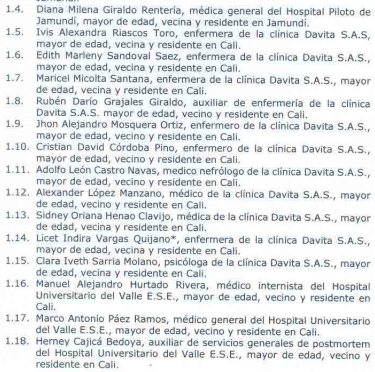 1.4. Diana Milena Giraldo Rentería, médica general del Hospital Piloto de
Jamundí, mayor de edad, vecina y residente en Jamundí.
1.5. Ivis Alexandra Riascos Toro, enfermera de la clínica Davita S.A.S,
mayor de edad, vecina y residente en Cali.
1.6. Edith Marleny Sandoval Saez, enfermera de la clínica Davita S.A.S.,
mayor de edad, vecina y residente en Cali.
1.7. Maricel Micolta Santana, enfermera de la clínica Davita S.A.S., mayor
de edad, vecina y residente en Cali.
1.8. Rubén Darío Grajales Giraldo, auxiliar de enfermería de la clínica
Davita S.A.S. mayor de edad, vecino y residente en Cali.
1.9. Jhon Alejandro Mosquera Ortiz, enfermero de la clínica Davita S.A.S.,
mayor de edad, vecino y residente en Cali.
1.10. Cristian David Córdoba Pino, enfermero de la clínica Davita S.A.S.,
mayor de edad, vecino y residente en Cali.
1.11. Adolfo León Castro Navas, medico nefrólogo de la clínica Davita S.A.S.,
mayor de edad, vecino y residente en Cali.
1.12. Alexander López Manzano, médico de la clínica Davita S.A.S., mayor
de edad, vecino y residente en Cali.
1.13. Sidney Oriana Henao Clavijo, médica de la clínica Davita S.A.S., mayor
de edad, vecina y residente en Cali.
1.14. Licet Indira Vargas Quijano*, enfermera de la clínica Davita S.A.S.,
mayor de edad, vecina y residente en Cali.
1.15. Clara Iveth Sarria Molano, psicóloga de la clínica Davita S.A.S., mayor
de edad, vecina y residente en Cali.
1.16. Manuel Alejandro Hurtado Rivera, médico internista del Hospital
Universitario del Valle E.S.E., mayor de edad, vecino y residente en
Cali.
1.17. Marco Antonio Páez Ramos, médico general del Hospital Universitario
del Valle E.S.E., mayor de edad, vecino y residente en Cali.
1.18. Herney Cajicá Bedoya, auxiliar de servicios generales de postmortem
del Hospital Universitario del Valle E.S.E., mayor de edad, vecino y
residente en Cali.